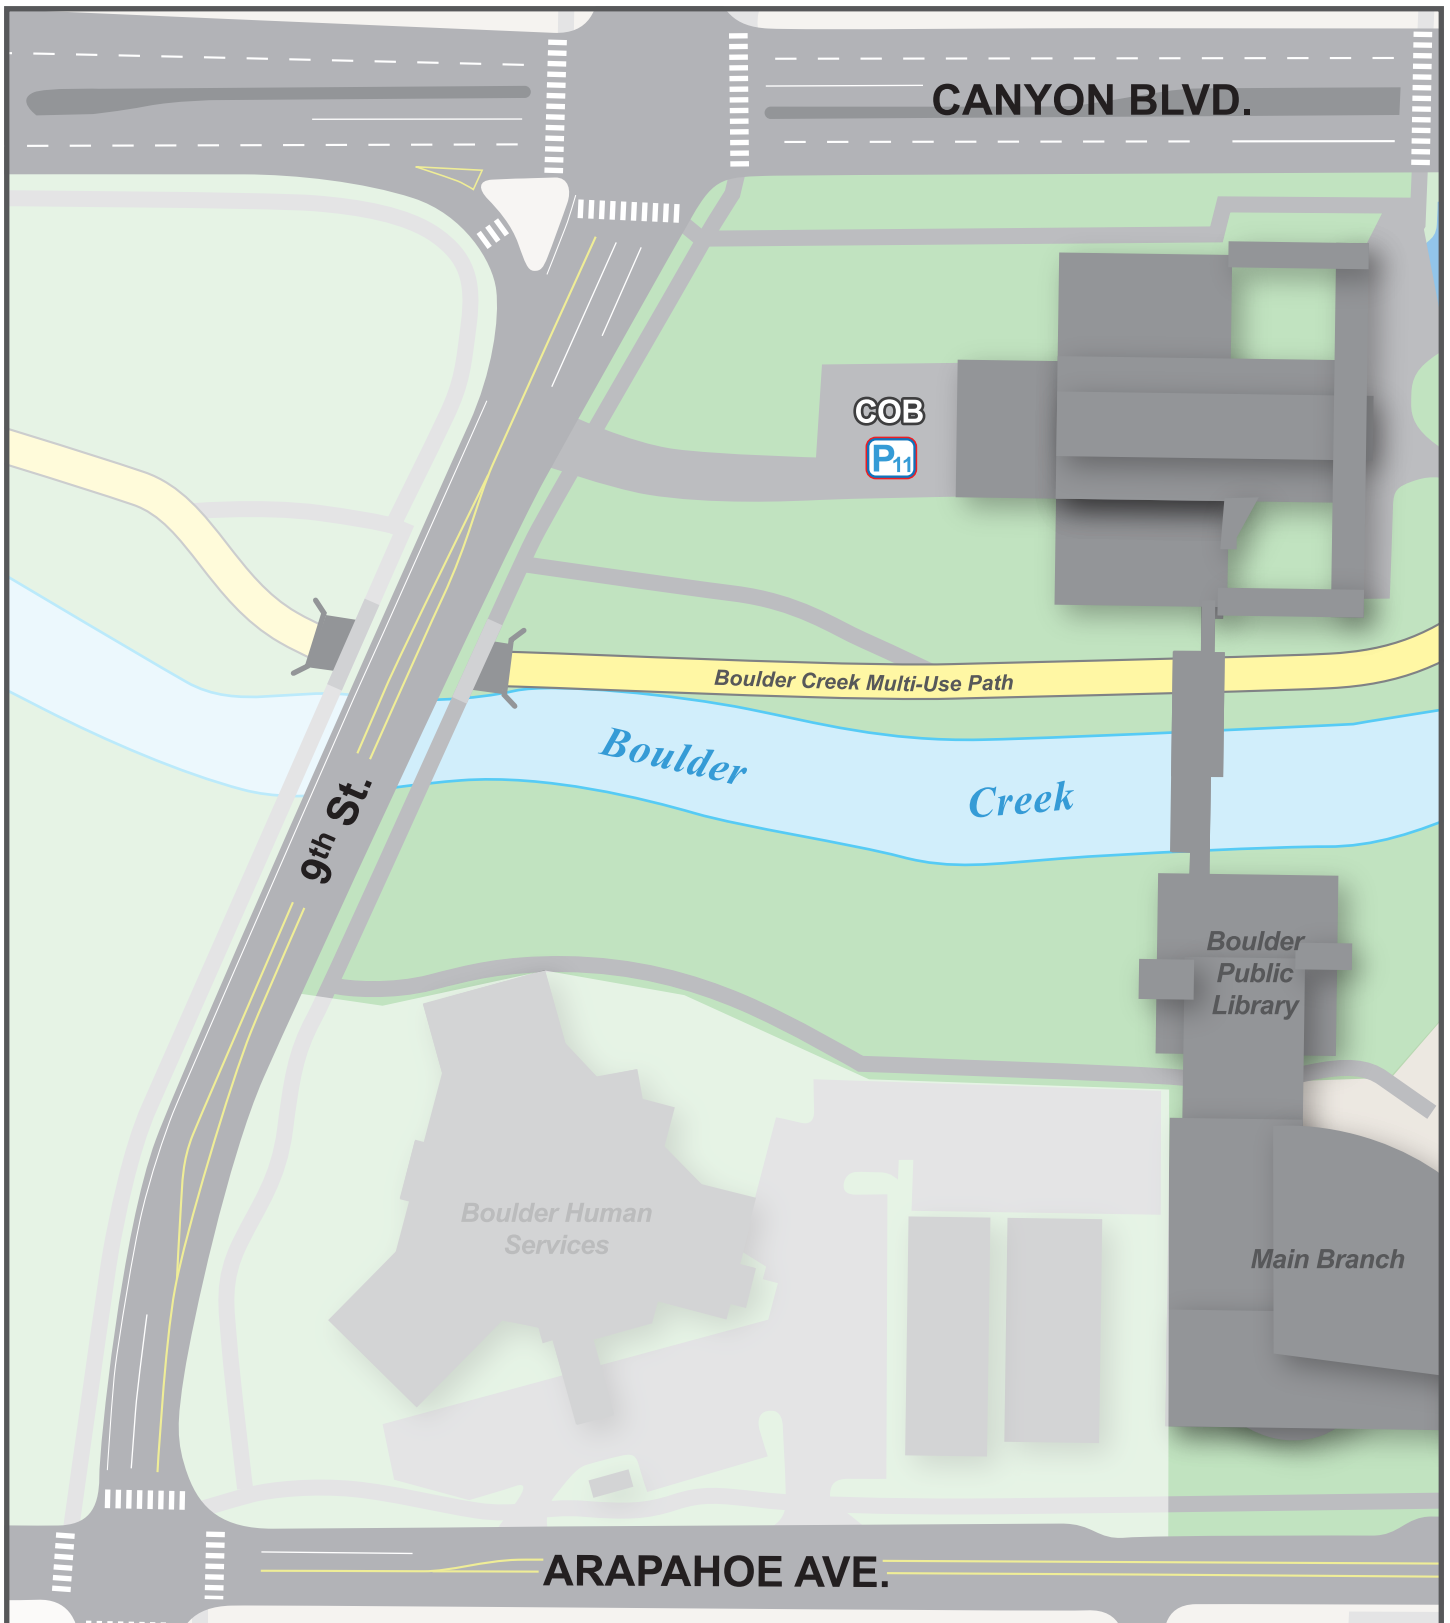 CANYON BLVD.
COB
P11
Boulder Creek Multi-Use Path
Boulder
Creek
9th St.
Boulder
Public
Library
Boulder Human
Services
Main Branch
ARAPAHOE AVE.